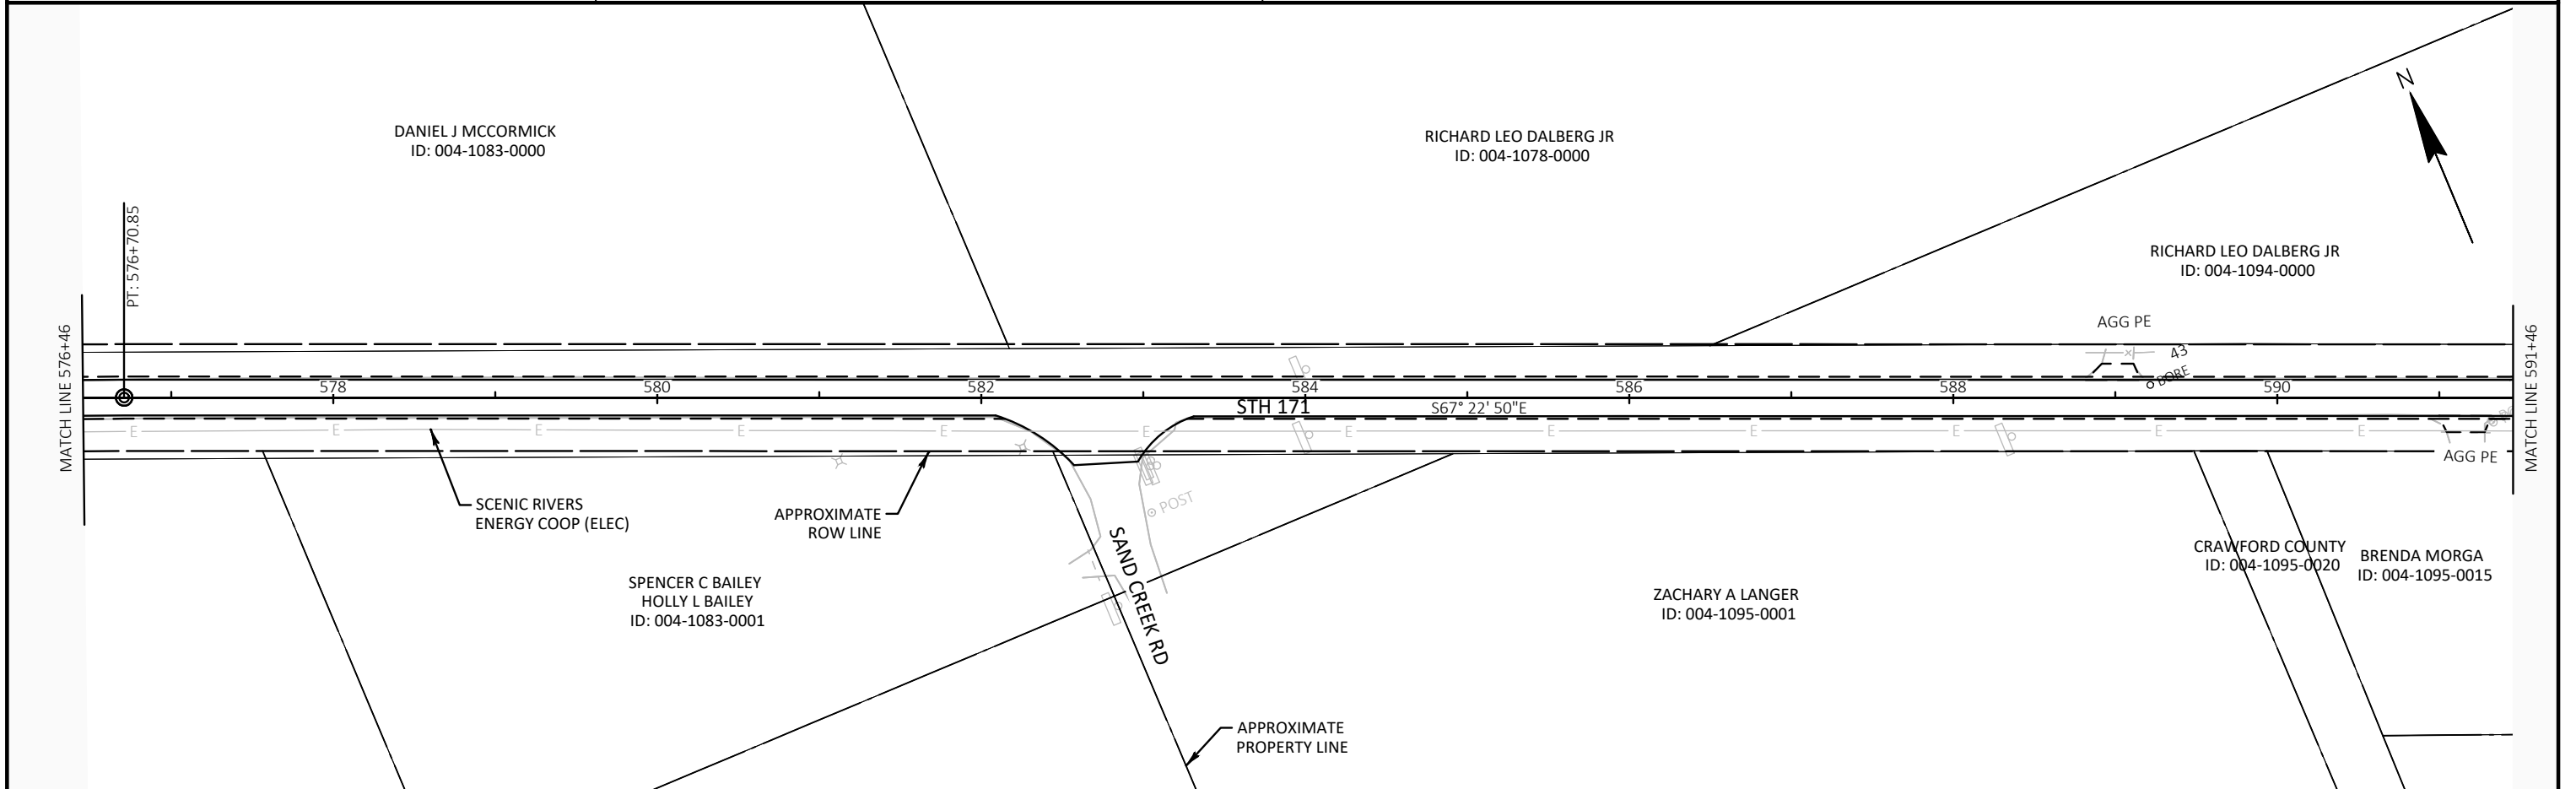 DANIEL J MCCORMICK
ID: 004-1083-0000
RICHARD LEO DALBERG JR
ID: 004-1078-0000
N
RICHARD LEO DALBERG JR
ID: 004-1094-0000
PT: 576+70.85
MATCH LINE 576+46
MATCH LINE 591+46
AGG PE
43
BORE
578
580
582
584
586
588
590
STH 171
S67° 22' 50"E
E
E
E
E
E
E
E
E
E
E
E
E
AGG PE
SCENIC RIVERS
ENERGY COOP (ELEC)
APPROXIMATE
ROW LINE
POST
SAND CREEK RD
SPENCER C BAILEY
HOLLY L BAILEY
ID: 004-1083-0001
ZACHARY A LANGER
ID: 004-1095-0001
CRAWFORD COUNTY
ID: 004-1095-0020
BRENDA MORGA
ID: 004-1095-0015
APPROXIMATE
PROPERTY LINE